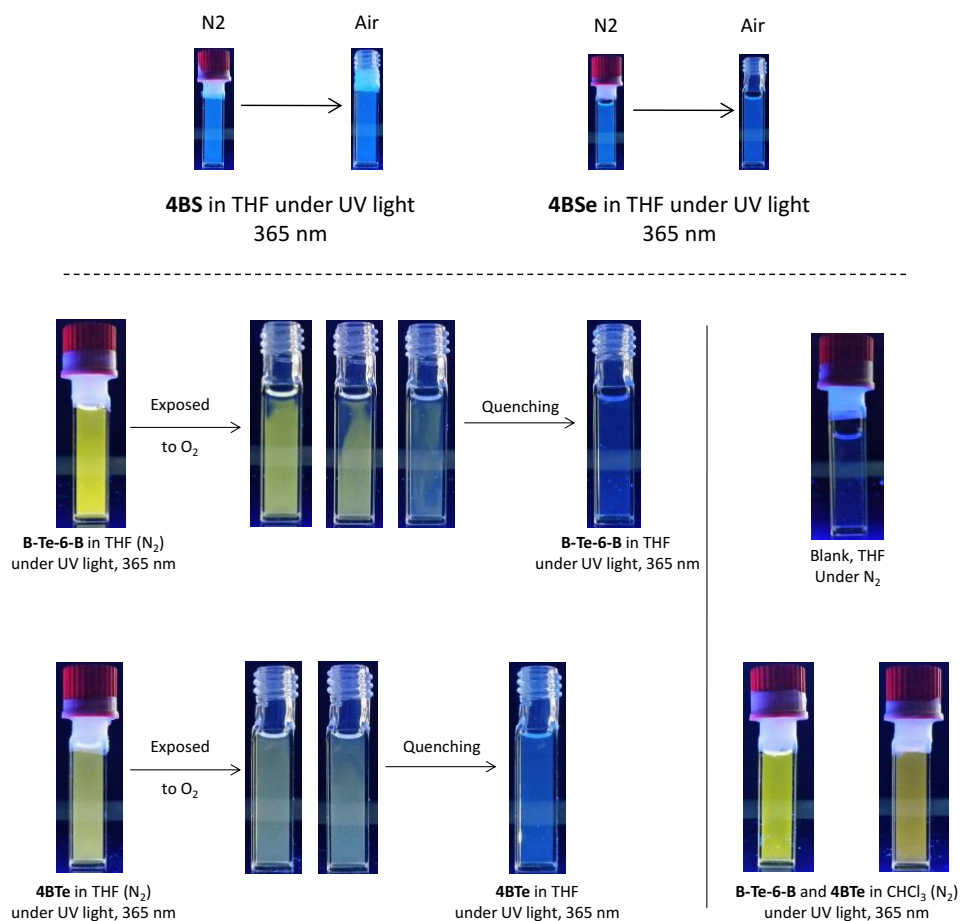 N2
Air
N2
Air
4BS in THF under UV light
365 nm
4BSe in THF under UV light
365 nm
Exposed
to O₂
Quenching
B-Te-6-B in THF (N₂)
under UV light, 365 nm
B-Te-6-B in THF
under UV light, 365 nm
Blank, THF
Under N₂
Exposed
to O₂
Quenching
4BTe in THF (N₂)
under UV light, 365 nm
4BTe in THF
under UV light, 365 nm
B-Te-6-B and 4BTe in CHCl₃ (N₂)
under UV light, 365 nm